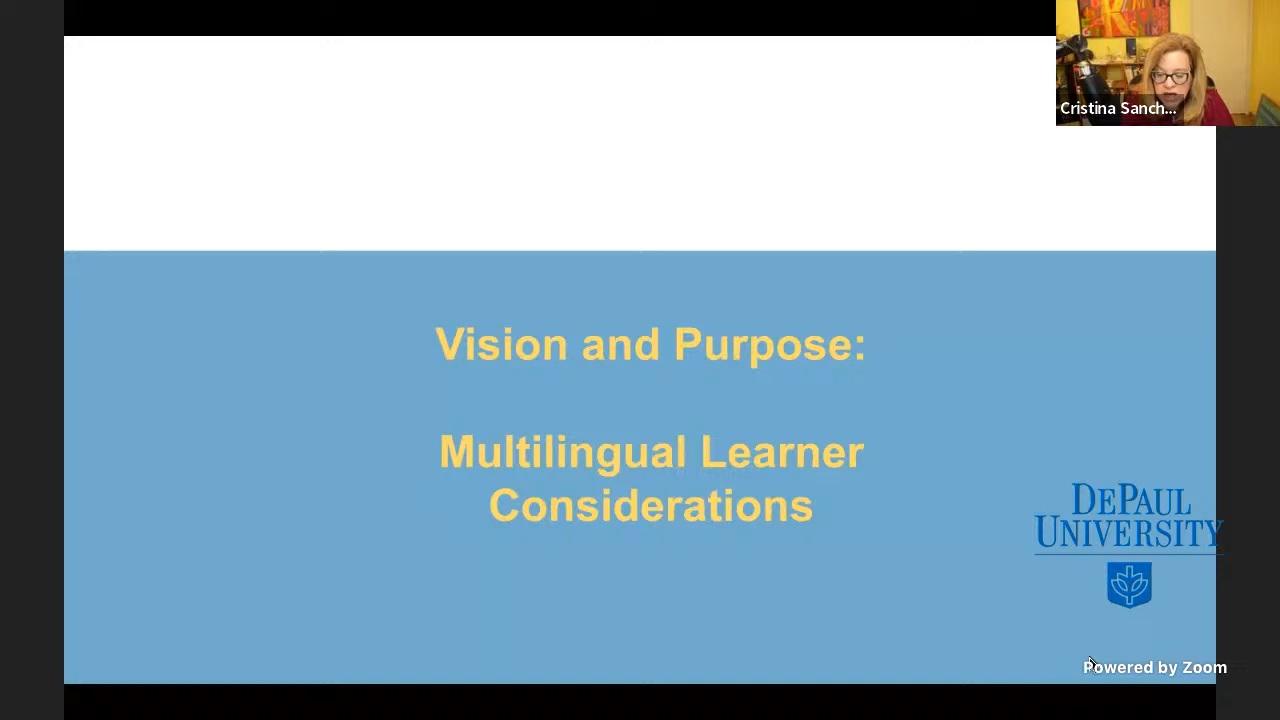 Cristina Sanch...
Vision and Purpose:
Multilingual Learner
Considerations
DEPAUL
UNIVERSITY
Powered by Zoom